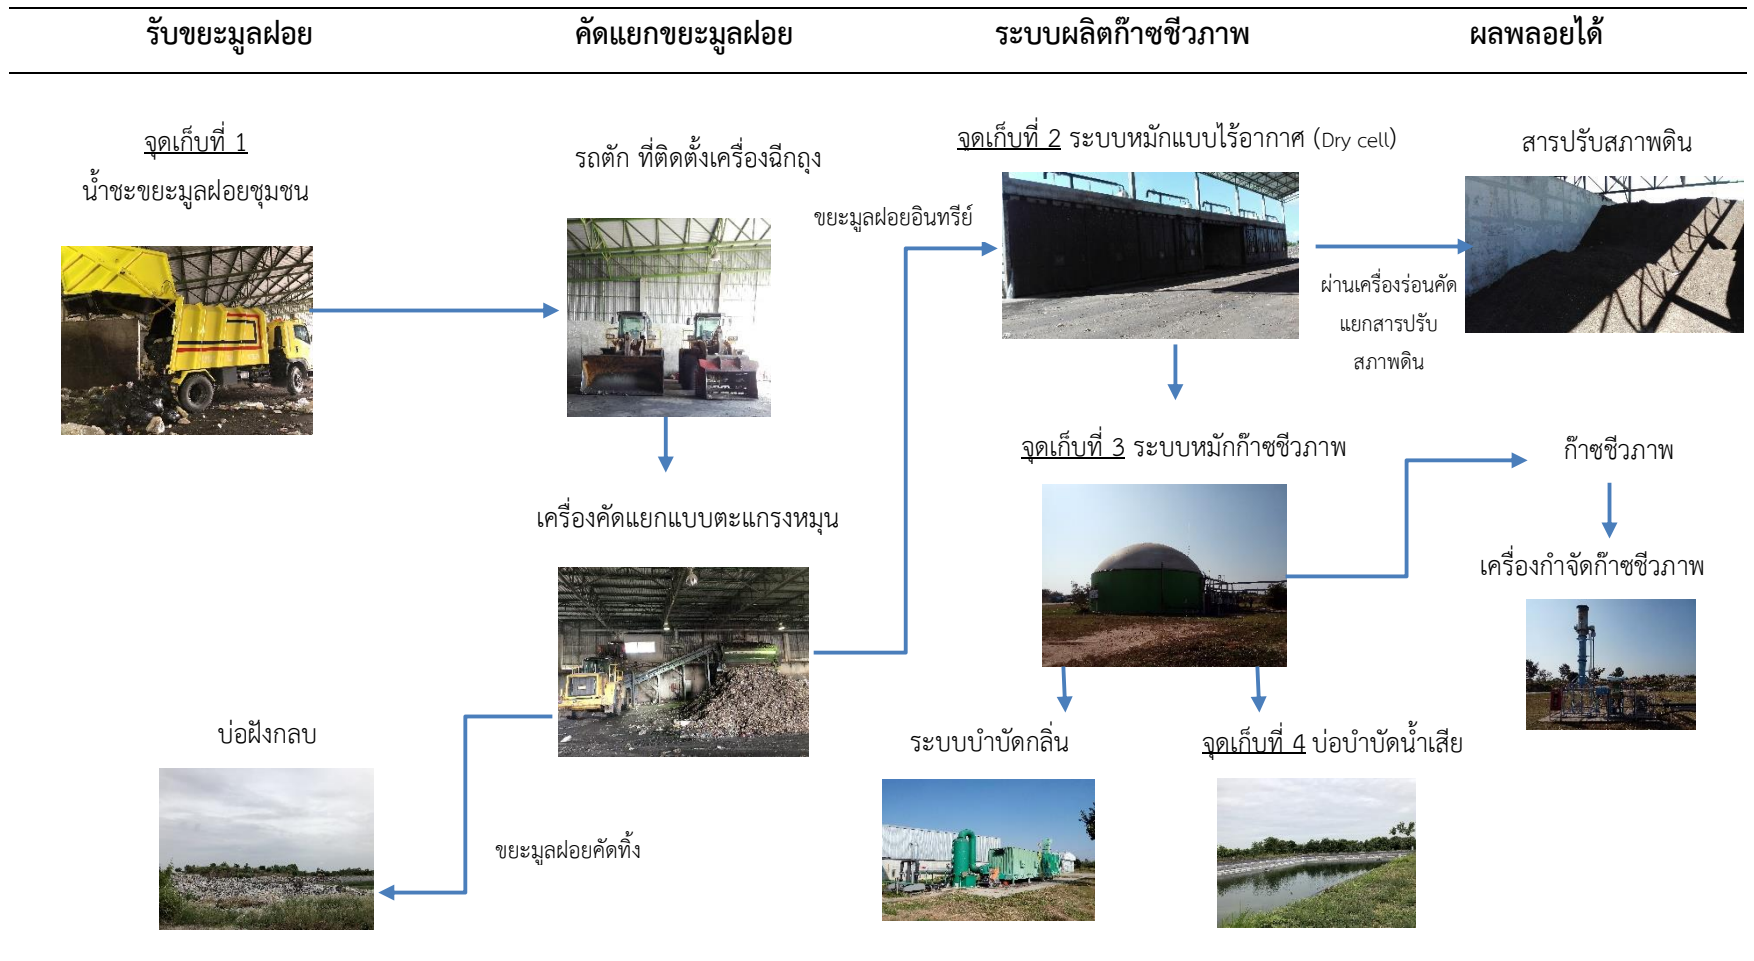 รับขยะมูลฝอย
คัดแยกขยะมูลฝอย
ระบบผลิตก๊าซชีวภาพ
ผลพลอยได้
จุดเก็บที่ 1
น้ำชะขยะมูลฝอยชุมชน
รถตัก ที่ติดตั้งเครื่องฉีกถุง
จุดเก็บที่ 2 ระบบหมักแบบไร้อากาศ (Dry cell)
สารปรับสภาพดิน
ขยะมูลฝอยอินทรีย์
ผ่านเครื่องร่อนคัด
แยกสารปรับ
สภาพดิน
จุดเก็บที่ 3 ระบบหมักก๊าซชีวภาพ
ก๊าซชีวภาพ
เครื่องคัดแยกแบบตะแกรงหมุน
เครื่องกำจัดก๊าซชีวภาพ
บ่อฝังกลบ
ระบบบำบัดกลิ่น
จุดเก็บที่ 4 บ่อบำบัดน้ำเสีย
ขยะมูลฝอยคัดทิ้ง